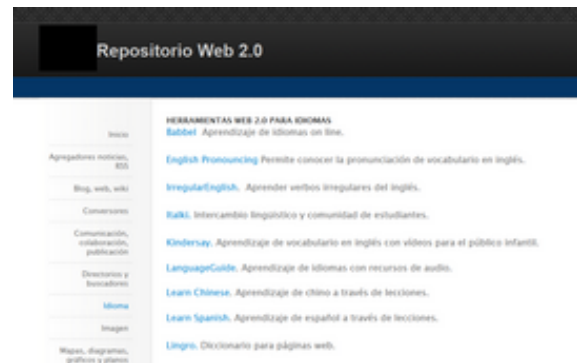 Repositorio Web 2.0
HERRAMIENTAS WEB 2.0 PARA IDIOMAS
Babbel Aprendizaje de idiomas on line.
Inicio
English Pronouncing Permite conocer la pronunciación de vocabulario en inglés.
Agregadores noticias,
RSS
IrregularEnglish. Aprender verbos irregulares del inglés.
Blog, web, wiki
Italki. Intercambio lingüístico y comunidad de estudiantes.
Conversores
Kindersay. Aprendizaje de vocabulario en inglés con vídeos para el público infantil.
Comunicación,
colaboración,
publicación
LanguageGuide. Aprendizaje de idiomas con recursos de audio.
Directorios y
buscadores
Learn Chinese. Aprendizaje de chino a través de lecciones.
Idioma
Learn Spanish. Aprendizaje de español a través de lecciones.
Imagen
Lingro. Diccionario para páginas web.
Mapas, diagramas,
gráficos y planos